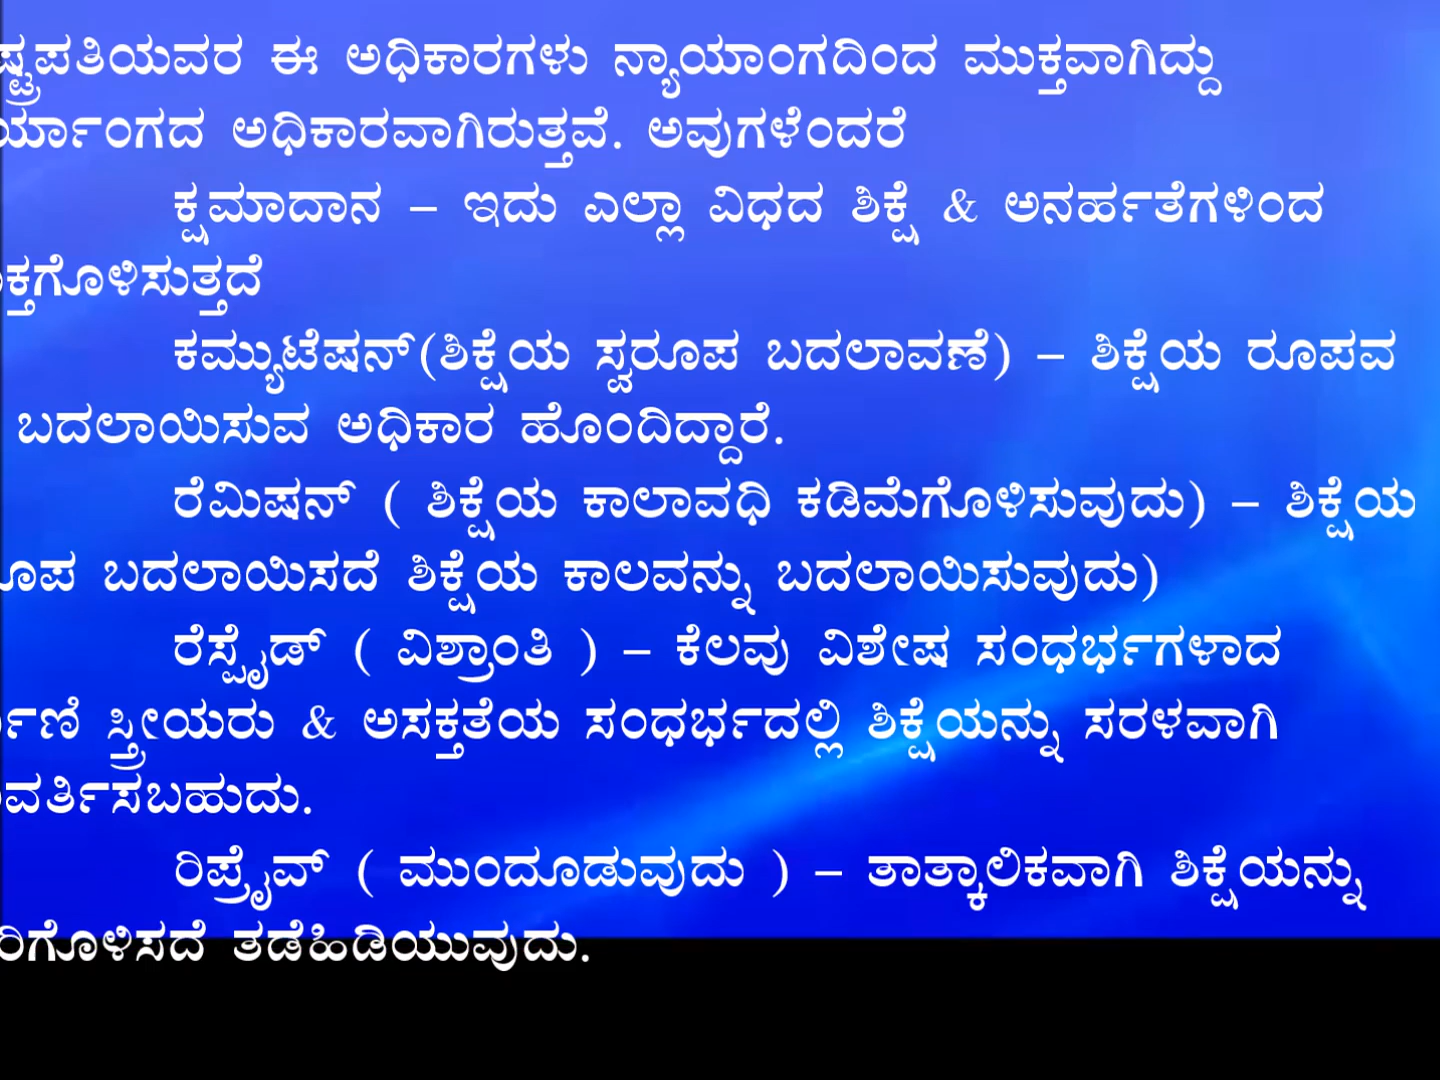 ಷ್ಟ್ರಪತಿಯವರ ಈ ಅಧಿಕಾರಗಳು ನ್ಯಾಯಾಂಗದಿಂದ ಮುಕ್ತವಾಗಿದ್ದು
ರ್ಯಾಂಗದ ಅಧಿಕಾರವಾಗಿರುತ್ತವೆ. ಅವುಗಳೆಂದರೆ
ಕ್ಷಮಾದಾನ – ಇದು ಎಲ್ಲಾ ವಿಧದ ಶಿಕ್ಷೆ & ಅನರ್ಹತೆಗಳಿಂದ
ಕ್ತಗೊಳಿಸುತ್ತದೆ
ಕಮ್ಯುಟೆಷನ್(ಶಿಕ್ಷೆಯ ಸ್ವರೂಪ ಬದಲಾವಣೆ) – ಶಿಕ್ಷೆಯ ರೂಪವ
ಬದಲಾಯಿಸುವ ಅಧಿಕಾರ ಹೊಂದಿದ್ದಾರೆ.
ರೆಮಿಷನ್ ( ಶಿಕ್ಷೆಯ ಕಾಲಾವಧಿ ಕಡಿಮೆಗೊಳಿಸುವುದು) – ಶಿಕ್ಷೆಯ
ೂಪ ಬದಲಾಯಿಸದೆ ಶಿಕ್ಷೆಯ ಕಾಲವನ್ನು ಬದಲಾಯಿಸುವುದು)
ರೆಸ್ಪೈಡ್ ( ವಿಶ್ರಾಂತಿ ) – ಕೆಲವು ವಿಶೇಷ ಸಂಧರ್ಭಗಳಾದ
ರ್ಭಿಣಿ ಸ್ತ್ರೀಯರು & ಅಸಕ್ತತೆಯ ಸಂಧರ್ಭದಲ್ಲಿ ಶಿಕ್ಷೆಯನ್ನು ಸರಳವಾಗಿ
ವರ್ತಿಸಬಹುದು.
ರಿಪ್ರೈವ್ ( ಮುಂದೂಡುವುದು ) – ತಾತ್ಕಾಲಿಕವಾಗಿ ಶಿಕ್ಷೆಯನ್ನು
ರಿಗೊಳಿಸದೆ ತಡೆಹಿಡಿಯುವುದು.